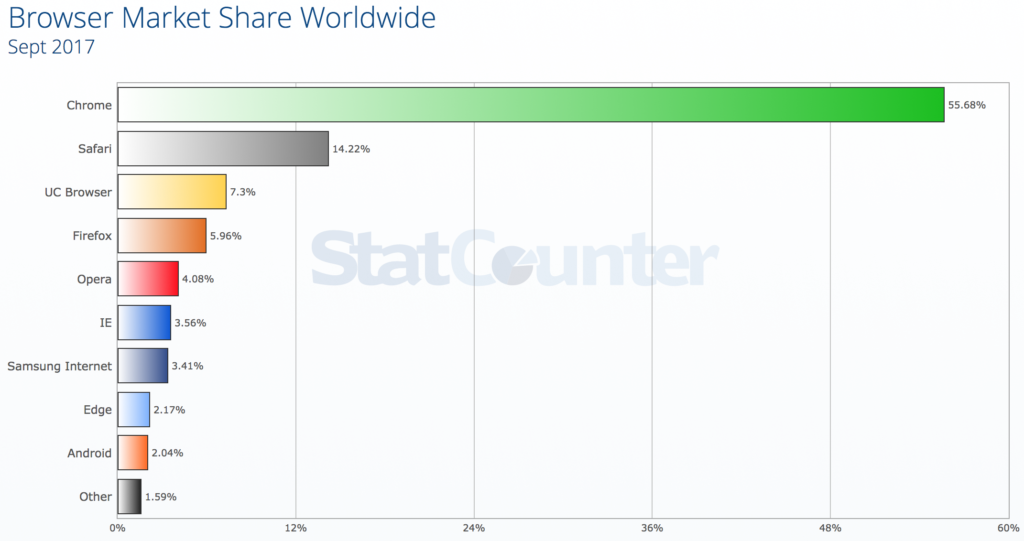 Browser Market Share Worldwide
Sept 2017
Chrome 55.68%
Safari 14.22%
UC Browser 7.3%
Firefox 5.96%
StatCounter
Opera 4.08%
IE 3.56%
Samsung Internet 3.41%
Edge 2.17%
Android 2.04%
Other 1.59%
0% 12% 24% 36% 48% 60%